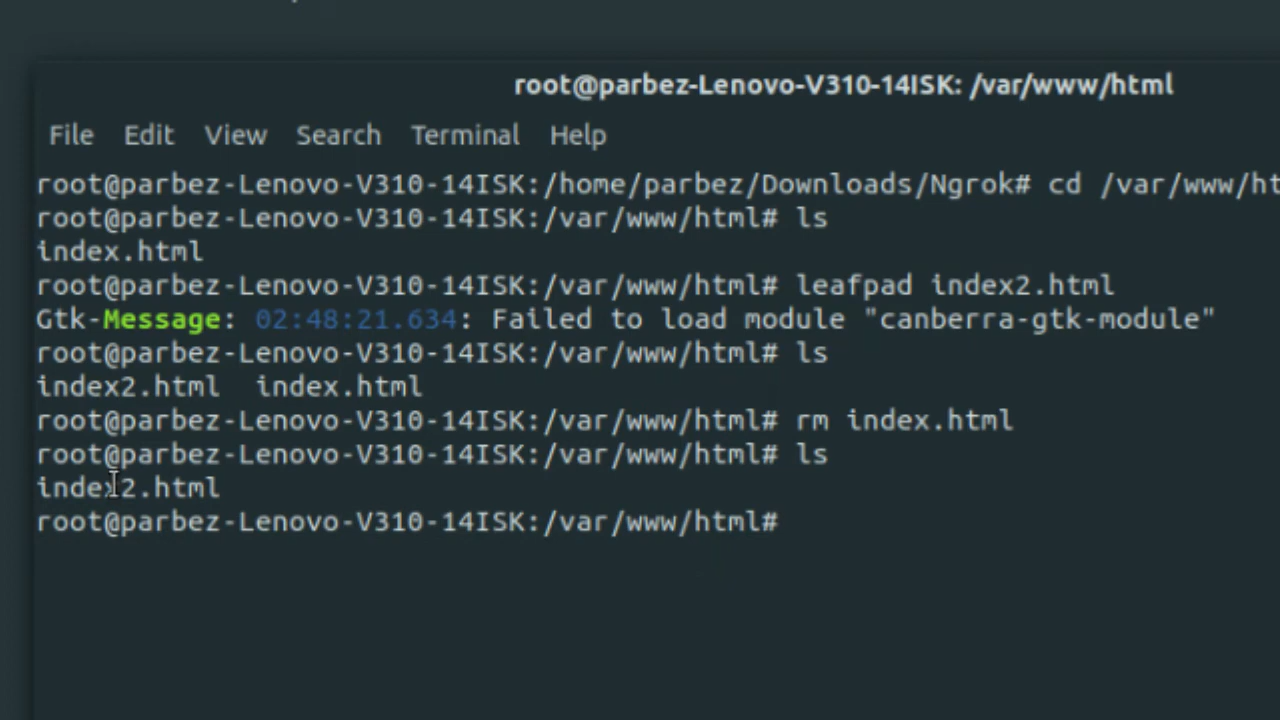 root@parbez-Lenovo-V310-14ISK: /var/www/html
File Edit View Search Terminal Help
root@parbez-Lenovo-V310-14ISK:/home/parbez/Downloads/Ngrok# cd /var/www/ht
root@parbez-Lenovo-V310-14ISK:/var/www/html# ls
index.html
root@parbez-Lenovo-V310-14ISK:/var/www/html# leafpad index2.html
Gtk-Message: 02:48:21.634: Failed to load module "canberra-gtk-module"
root@parbez-Lenovo-V310-14ISK:/var/www/html# ls
index2.html  index.html
root@parbez-Lenovo-V310-14ISK:/var/www/html# rm index.html
root@parbez-Lenovo-V310-14ISK:/var/www/html# ls
index2.html
root@parbez-Lenovo-V310-14ISK:/var/www/html#